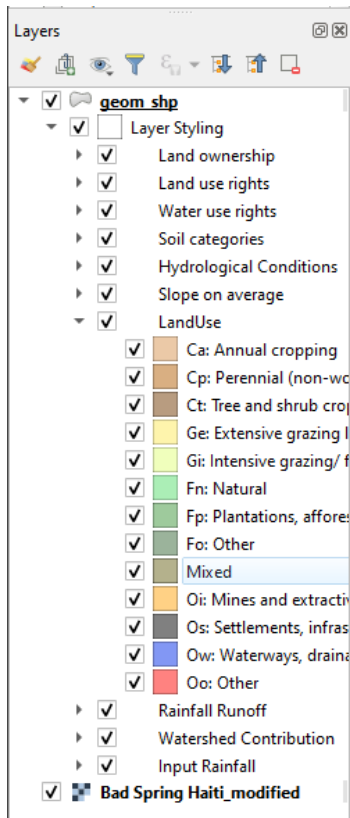 Layers
geom_shp
Layer Styling
Land ownership
Land use rights
Water use rights
Soil categories
Hydrological Conditions
Slope on average
LandUse
Ca: Annual cropping
Cp: Perennial (non-wo
Ct: Tree and shrub crop
Ge: Extensive grazing l
Gi: Intensive grazing/ f
Fn: Natural
Fp: Plantations, affores
Fo: Other
Mixed
Oi: Mines and extractiv
Os: Settlements, infras
Ow: Waterways, draina
Oo: Other
Rainfall Runoff
Watershed Contribution
Input Rainfall
Bad Spring Haiti_modified